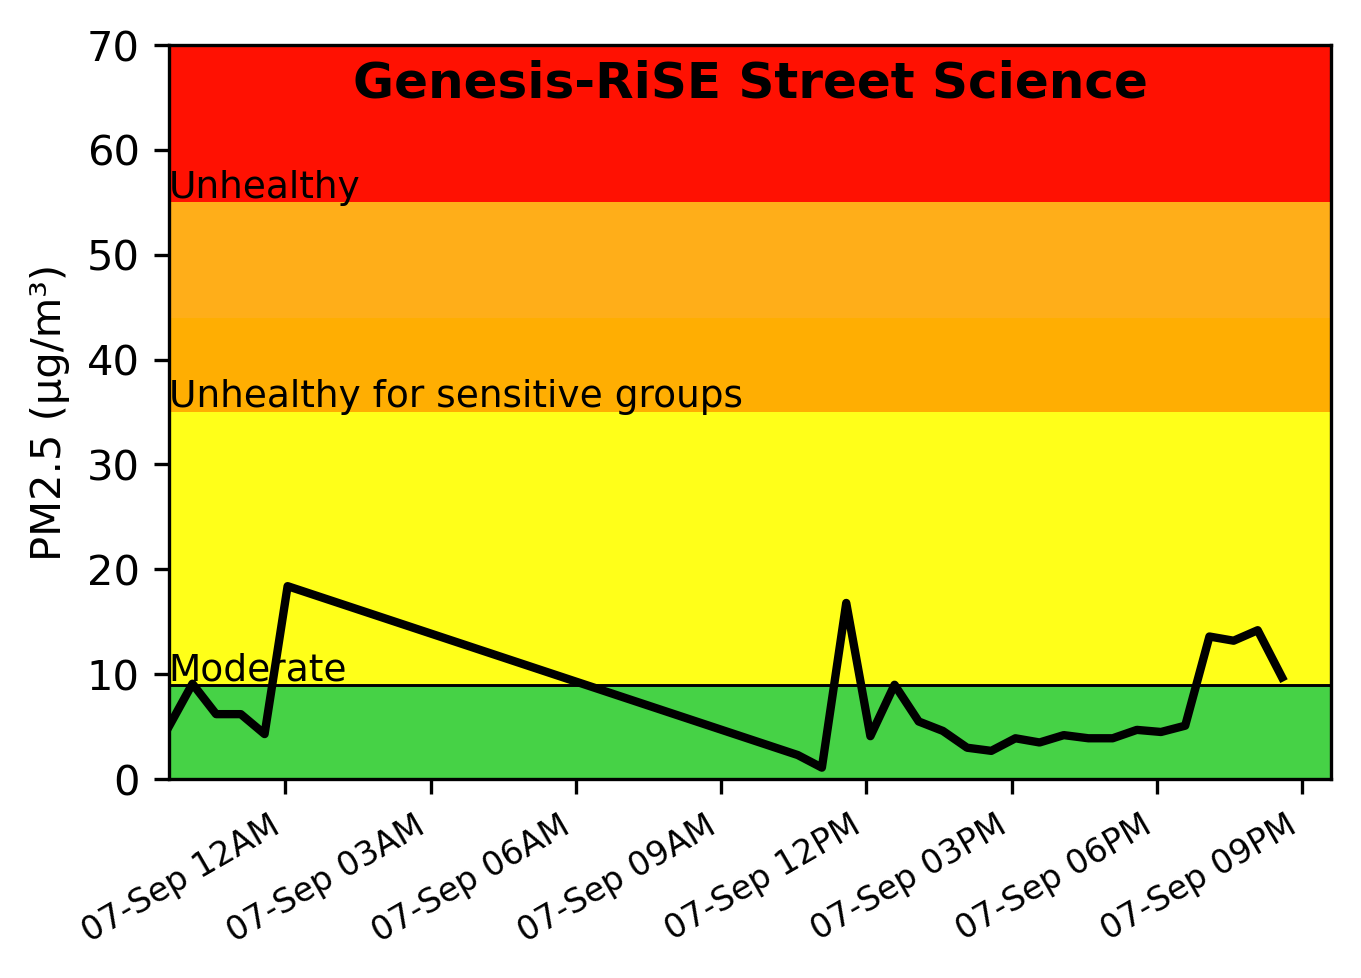 Genesis-RiSE Street Science
70
60
50
40
30
20
10
0
PM2.5 (µg/m³)
Unhealthy
Unhealthy for sensitive groups
Moderate
07-Sep 12AM
07-Sep 03AM
07-Sep 06AM
07-Sep 09AM
07-Sep 12PM
07-Sep 03PM
07-Sep 06PM
07-Sep 09PM